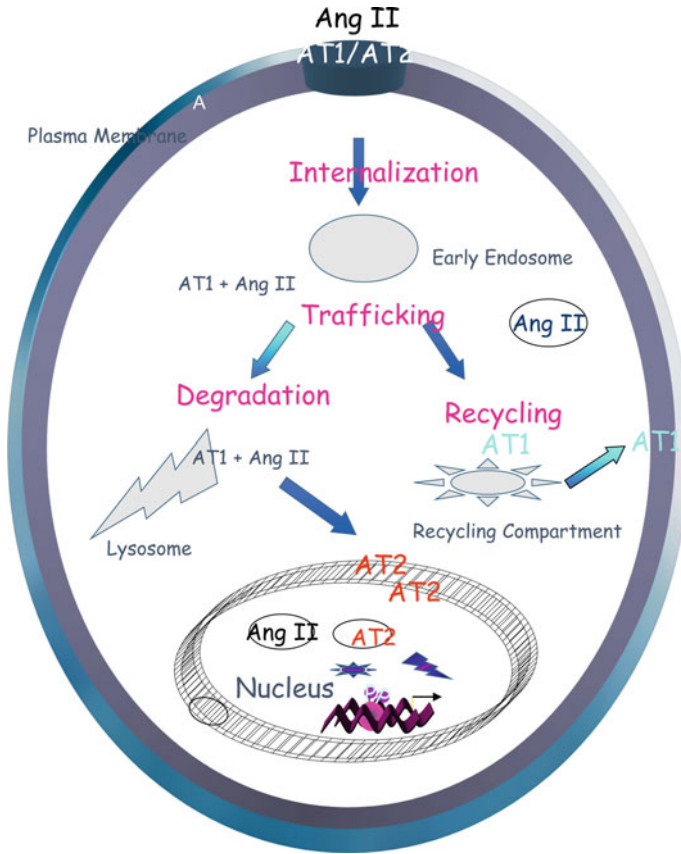 Ang II
AT1/AT2
A
Plasma Membrane
Internalization
Early Endosome
AT1 + Ang II
Trafficking
Ang II
Degradation
Recycling
AT1
AT1
AT1 + Ang II
Lysosome
Recycling Compartment
AT2
AT2
Ang II
AT2
Nucleus